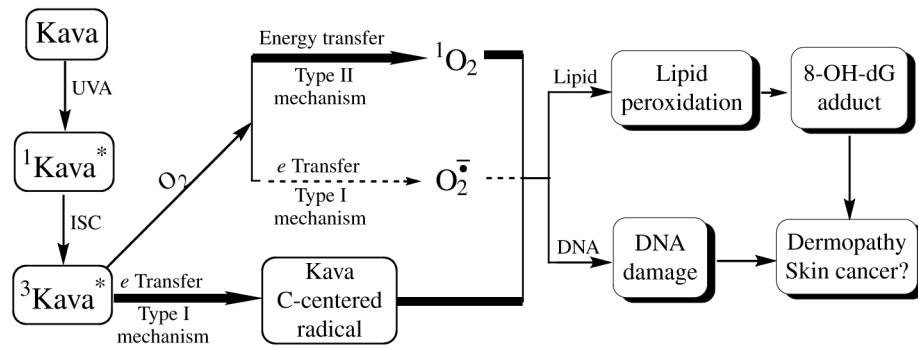 Kava
UVA
¹Kava*
ISC
³Kava*
O₂
Energy transfer
Type II
mechanism
¹O₂
e Transfer
Type I
mechanism
O₂•̄
e Transfer
Type I
mechanism
Kava
C-centered
radical
Lipid
Lipid
peroxidation
8-OH-dG
adduct
DNA
DNA
damage
Dermopathy
Skin cancer?